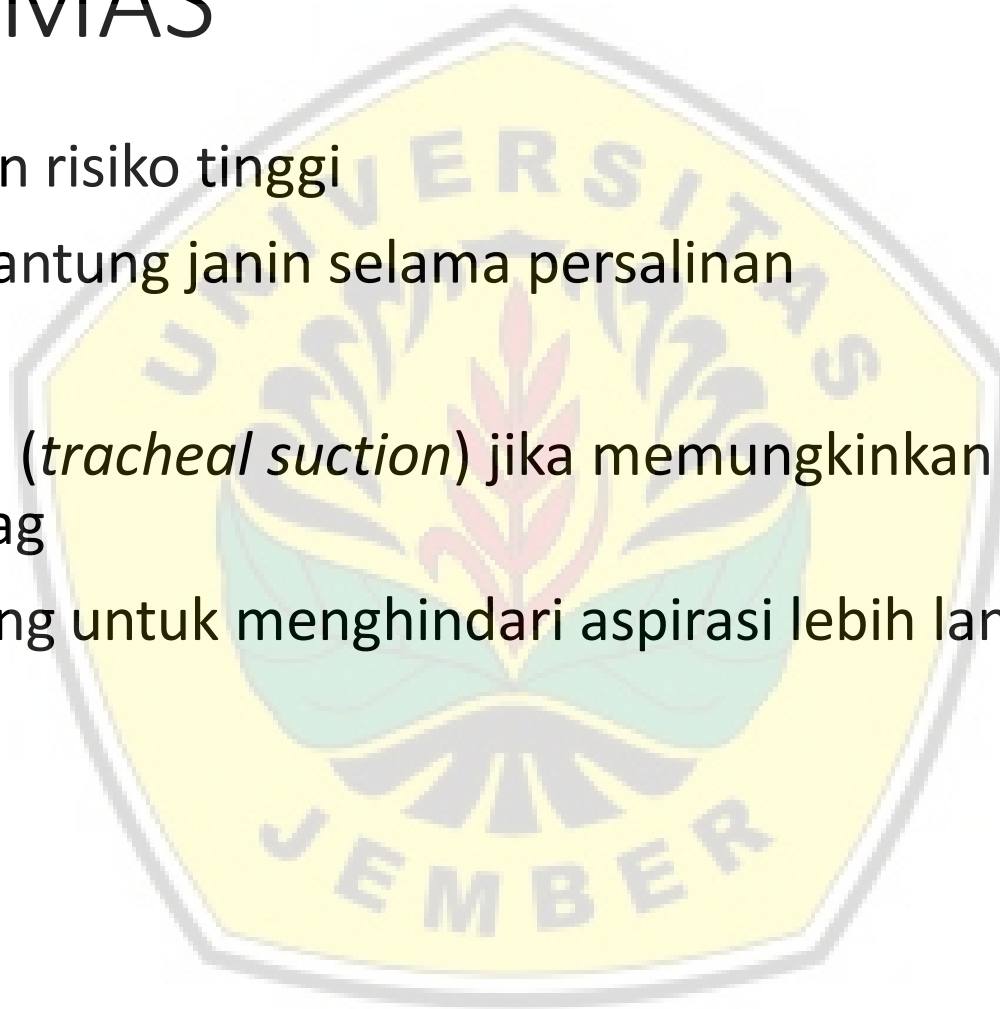 MAS
n risiko tinggi
antung janin selama persalinan
(tracheal suction) jika memungkinkan
ag
ng untuk menghindari aspirasi lebih lan
UNIVERSITAS
JEMBER